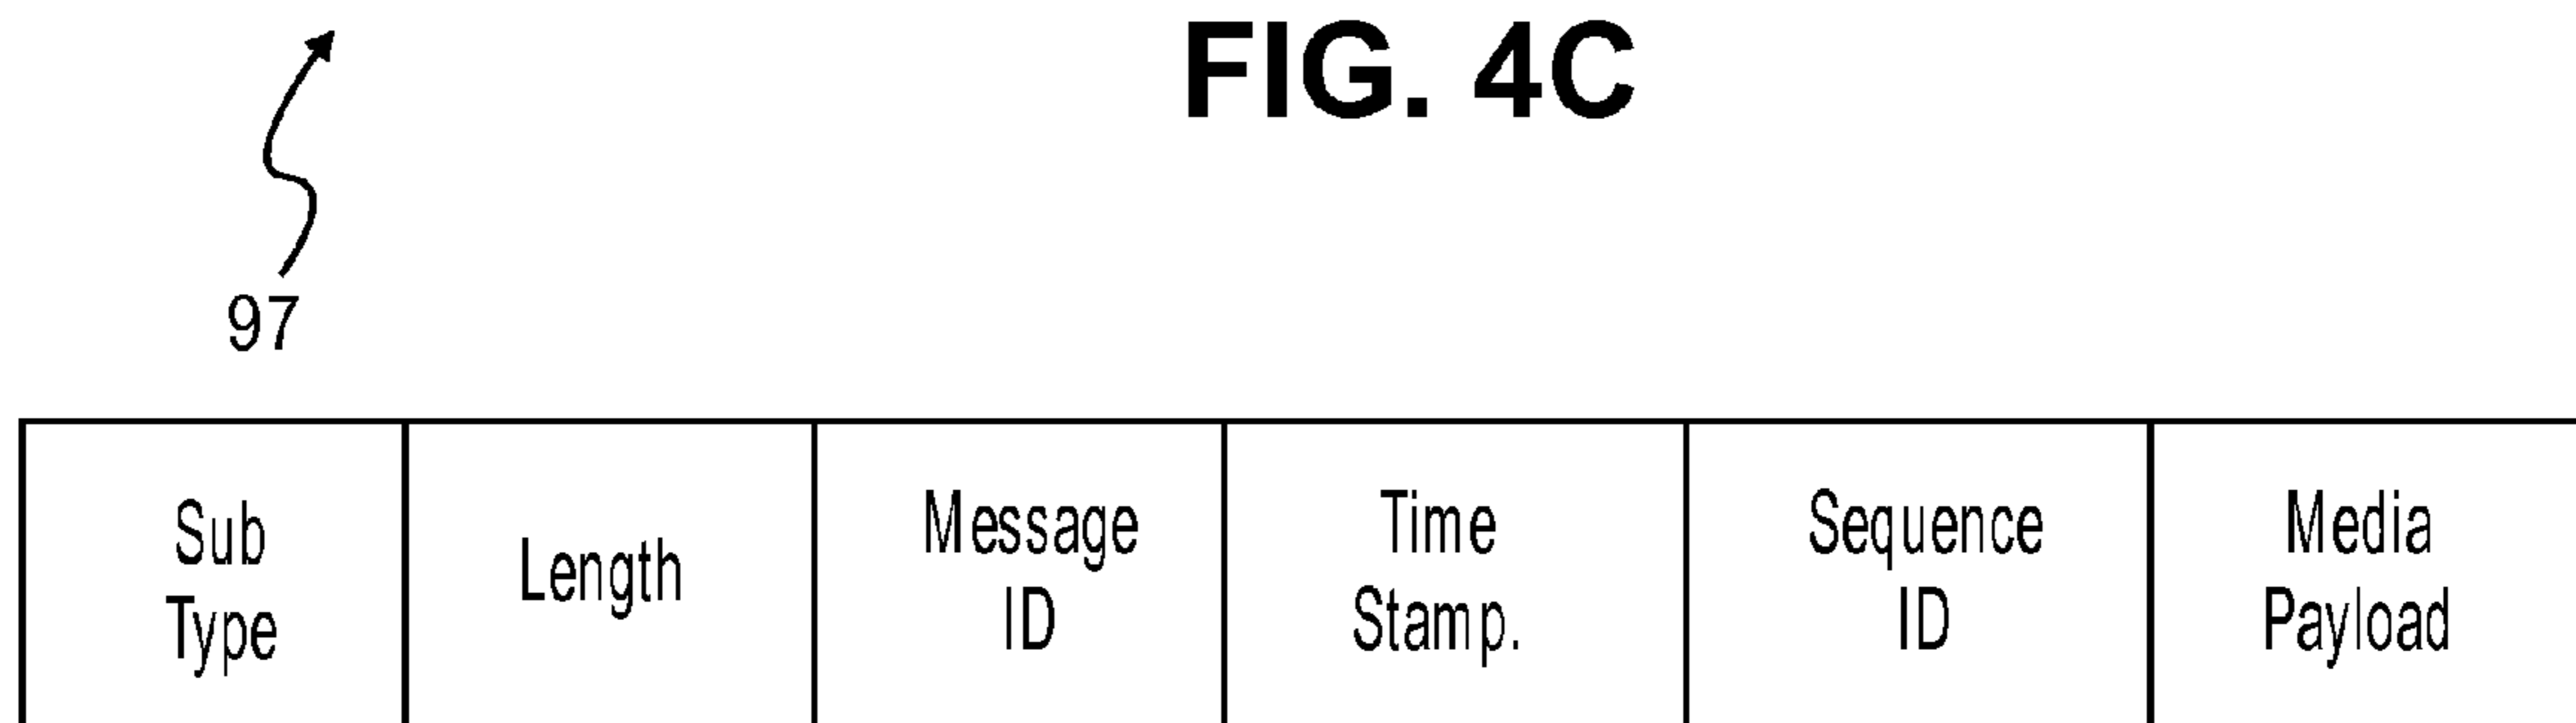 FIG. 4C
97
Sub
Type
Length
Message
ID
Time
Stamp.
Sequence
ID
Media
Payload